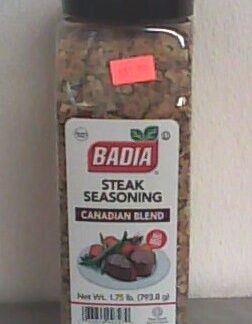 BADIA
STEAK
SEASONING
CANADIAN BLEND
Net Wt. 1.75 lb. (793.8 g)